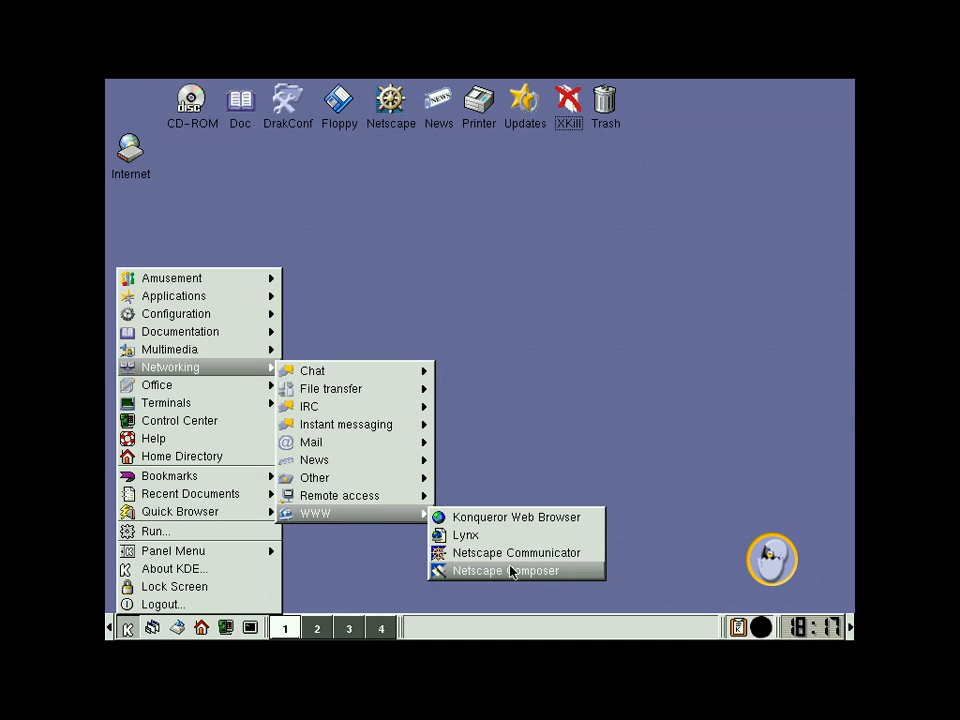 disc NEWS
CD-ROM Doc DrakConf Floppy Netscape News Printer Updates XKill Trash
Internet
Amusement
Applications
Configuration
Documentation
Multimedia
Networking
Office
Terminals
Control Center
Help
Home Directory
Bookmarks
Recent Documents
Quick Browser
Run...
Panel Menu
About KDE...
Lock Screen
Logout...
Chat
File transfer
IRC
Instant messaging
Mail
News
Other
Remote access
WWW
Konqueror Web Browser
Lynx
Netscape Communicator
Netscape Composer
K 1 2 3 4 18:17